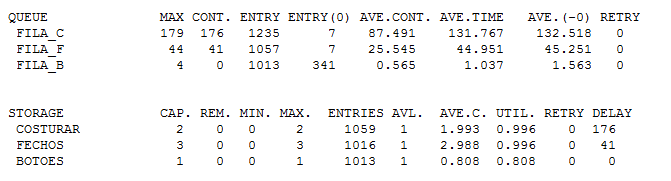 QUEUE MAX CONT. ENTRY ENTRY(0) AVE.CONT. AVE.TIME AVE.(-0) RETRY
FILA_C 179 176 1235 7 87.491 131.767 132.518 0
FILA_F 44 41 1057 7 25.545 44.951 45.251 0
FILA_B 4 0 1013 341 0.565 1.037 1.563 0
STORAGE CAP. REM. MIN. MAX. ENTRIES AVL. AVE.C. UTIL. RETRY DELAY
COSTURAR 2 0 0 2 1059 1 1.993 0.996 0 176
FECHOS 3 0 0 3 1016 1 2.988 0.996 0 41
BOTOES 1 0 0 1 1013 1 0.808 0.808 0 0